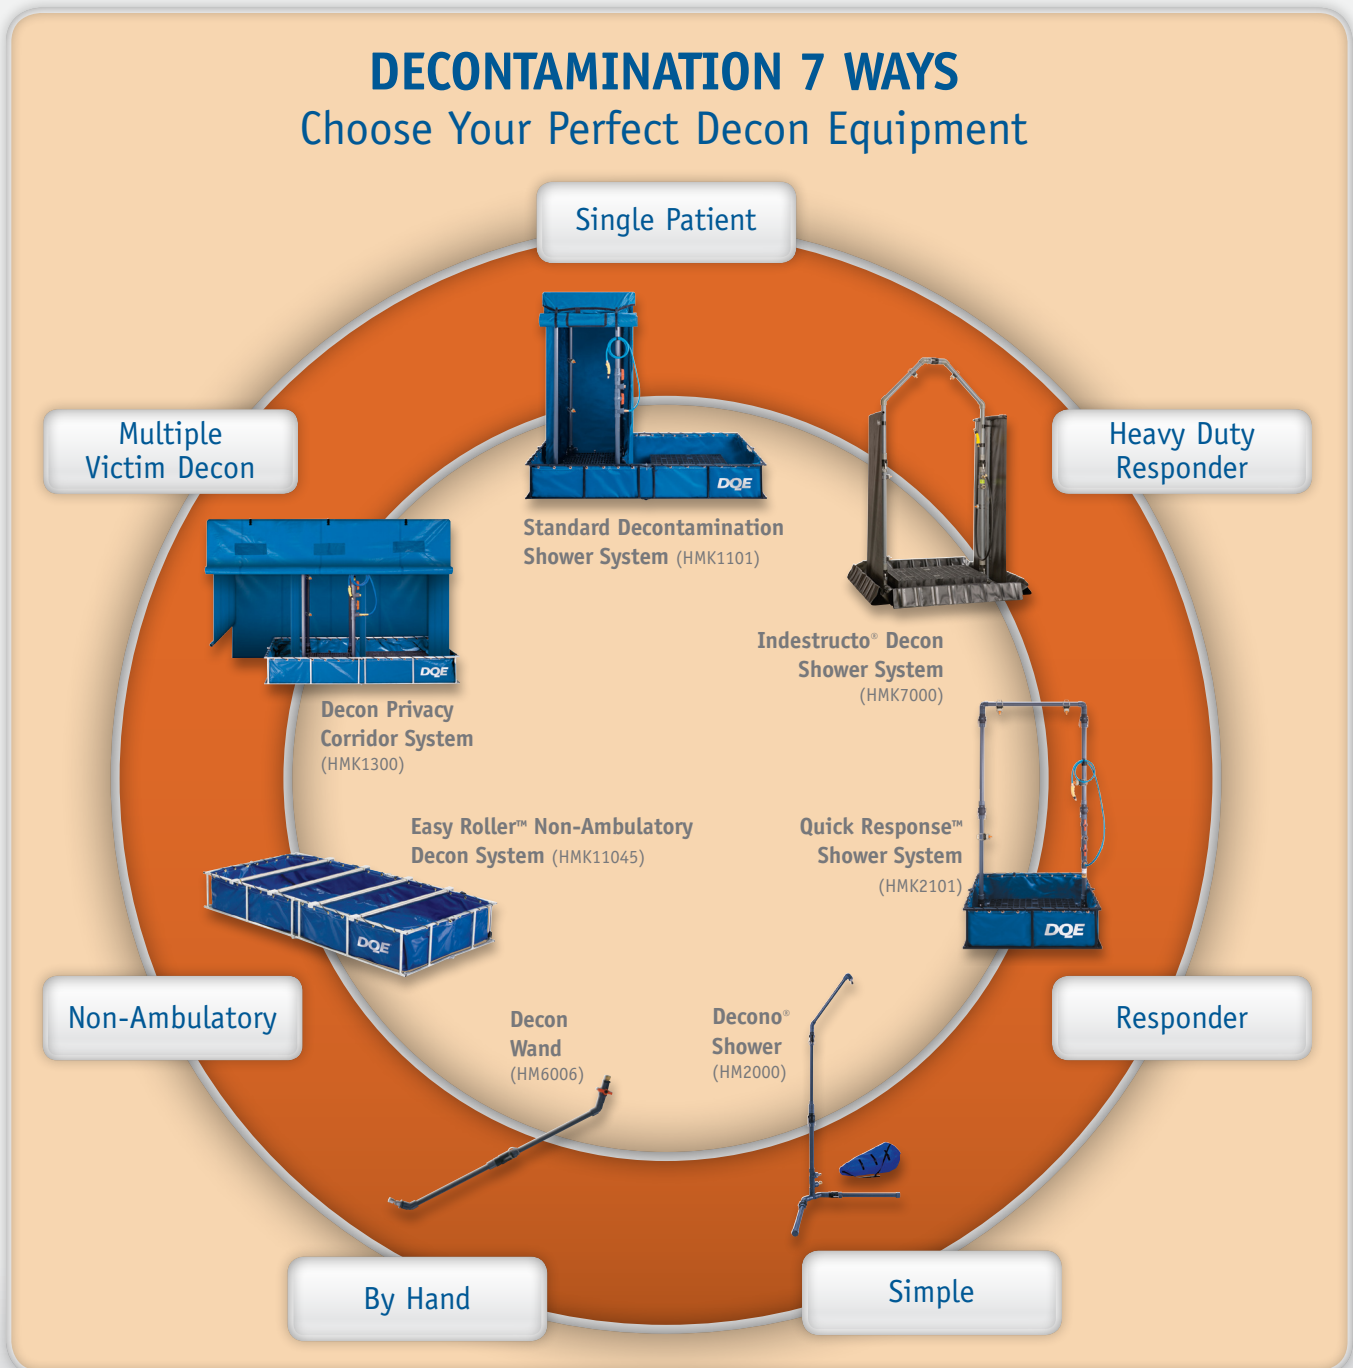 DECONTAMINATION 7 WAYS
Choose Your Perfect Decon Equipment
Single Patient
Multiple
Victim Decon
Heavy Duty
Responder
DQE
Standard Decontamination
Shower System (HMK1101)
Indestructo® Decon
Shower System
(HMK7000)
DQE
Decon Privacy
Corridor System
(HMK1300)
Easy Roller™ Non-Ambulatory
Decon System (HMK11045)
Quick Response™
Shower System
(HMK2101)
DQE
DQE
Non-Ambulatory
Responder
Decon
Wand
(HM6006)
Decono®
Shower
(HM2000)
By Hand
Simple